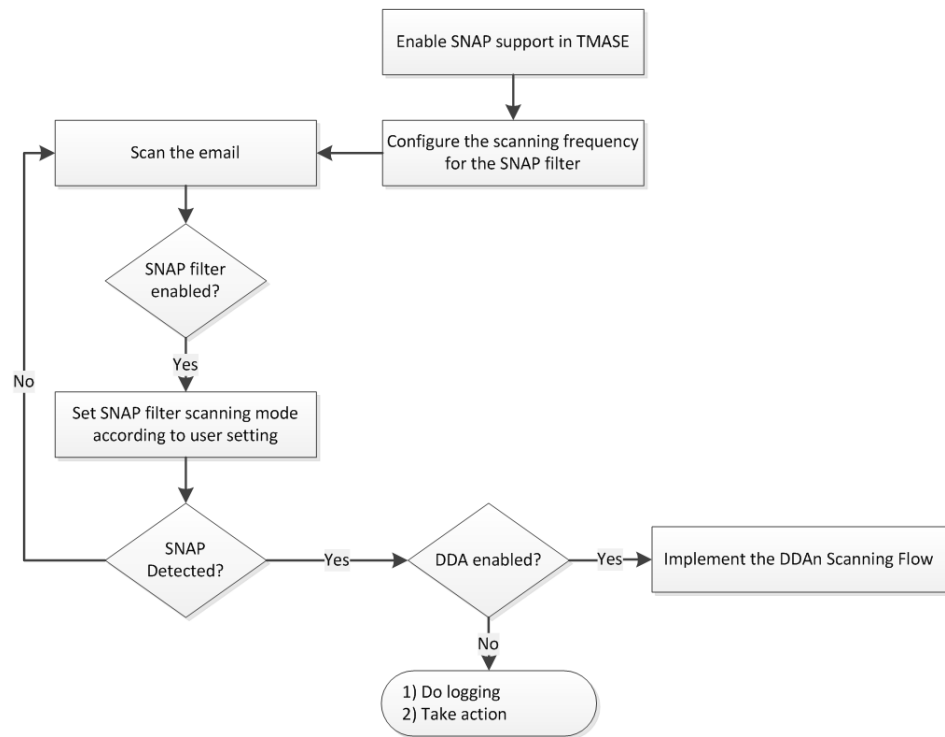 Enable SNAP support in TMASE
Configure the scanning frequency
for the SNAP filter
Scan the email
SNAP filter
enabled?
Yes
No
Set SNAP filter scanning mode
according to user setting
SNAP
Detected?
Yes
DDA enabled?
Yes
Implement the DDAn Scanning Flow
No
1) Do logging
2) Take action